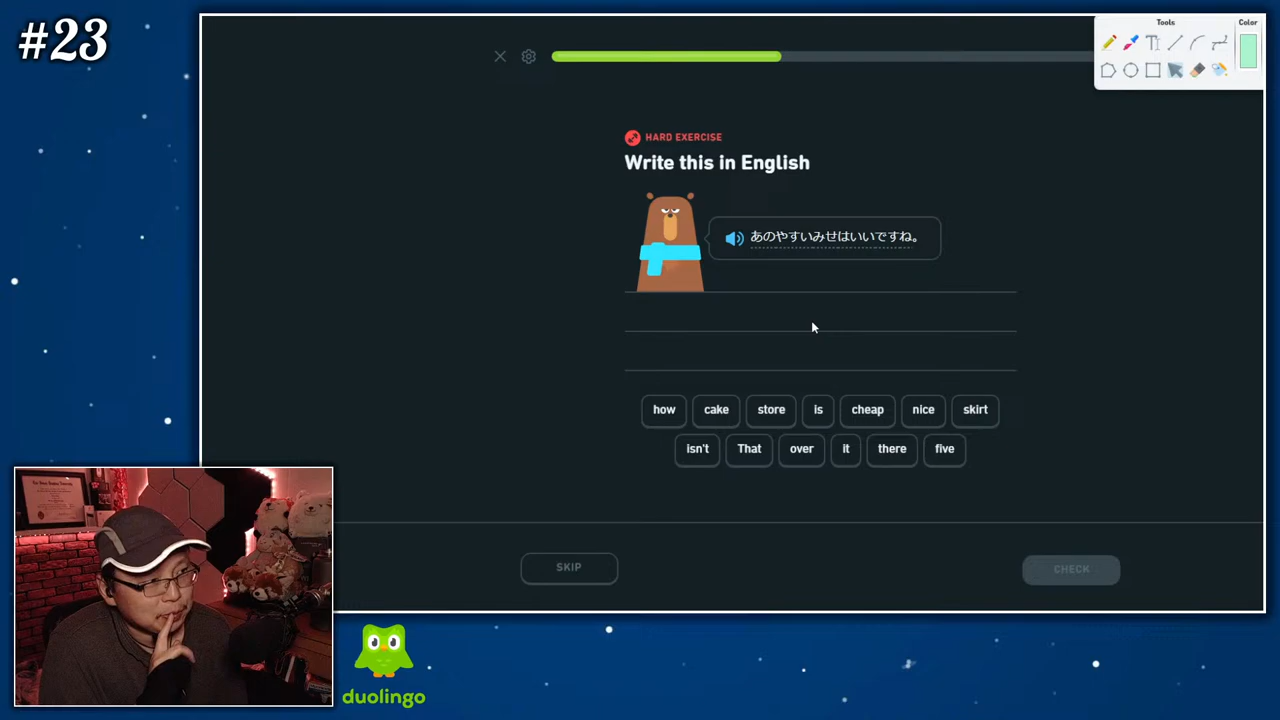 #23
Tools
Color
HARD EXERCISE
Write this in English
あのやすいみせはいいですね。
how cake store is cheap nice skirt
isn't That over it there five
SKIP
CHECK
duolingo